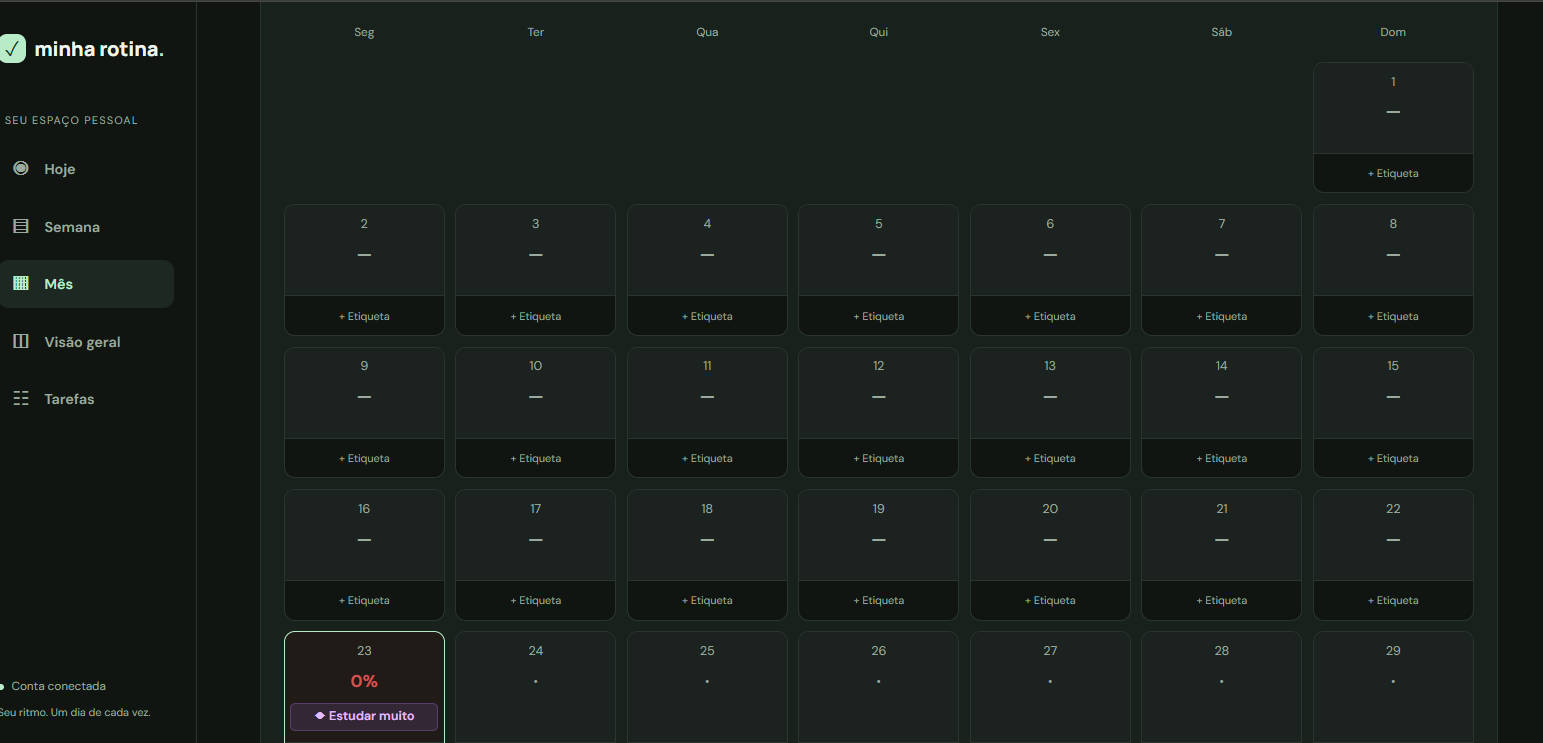 Seg Ter Qua Qui Sex Sáb Dom
✓ minha rotina.
SEU ESPAÇO PESSOAL
Hoje
Semana
Mês
Visão geral
Tarefas
Conta conectada
Seu ritmo. Um dia de cada vez.
1
—
+ Etiqueta
2 3 4 5 6 7 8
— — — — — — —
+ Etiqueta + Etiqueta + Etiqueta + Etiqueta + Etiqueta + Etiqueta + Etiqueta
9 10 11 12 13 14 15
— — — — — — —
+ Etiqueta + Etiqueta + Etiqueta + Etiqueta + Etiqueta + Etiqueta + Etiqueta
16 17 18 19 20 21 22
— — — — — — —
+ Etiqueta + Etiqueta + Etiqueta + Etiqueta + Etiqueta + Etiqueta + Etiqueta
23 24 25 26 27 28 29
0% · · · · · ·
Estudar muito